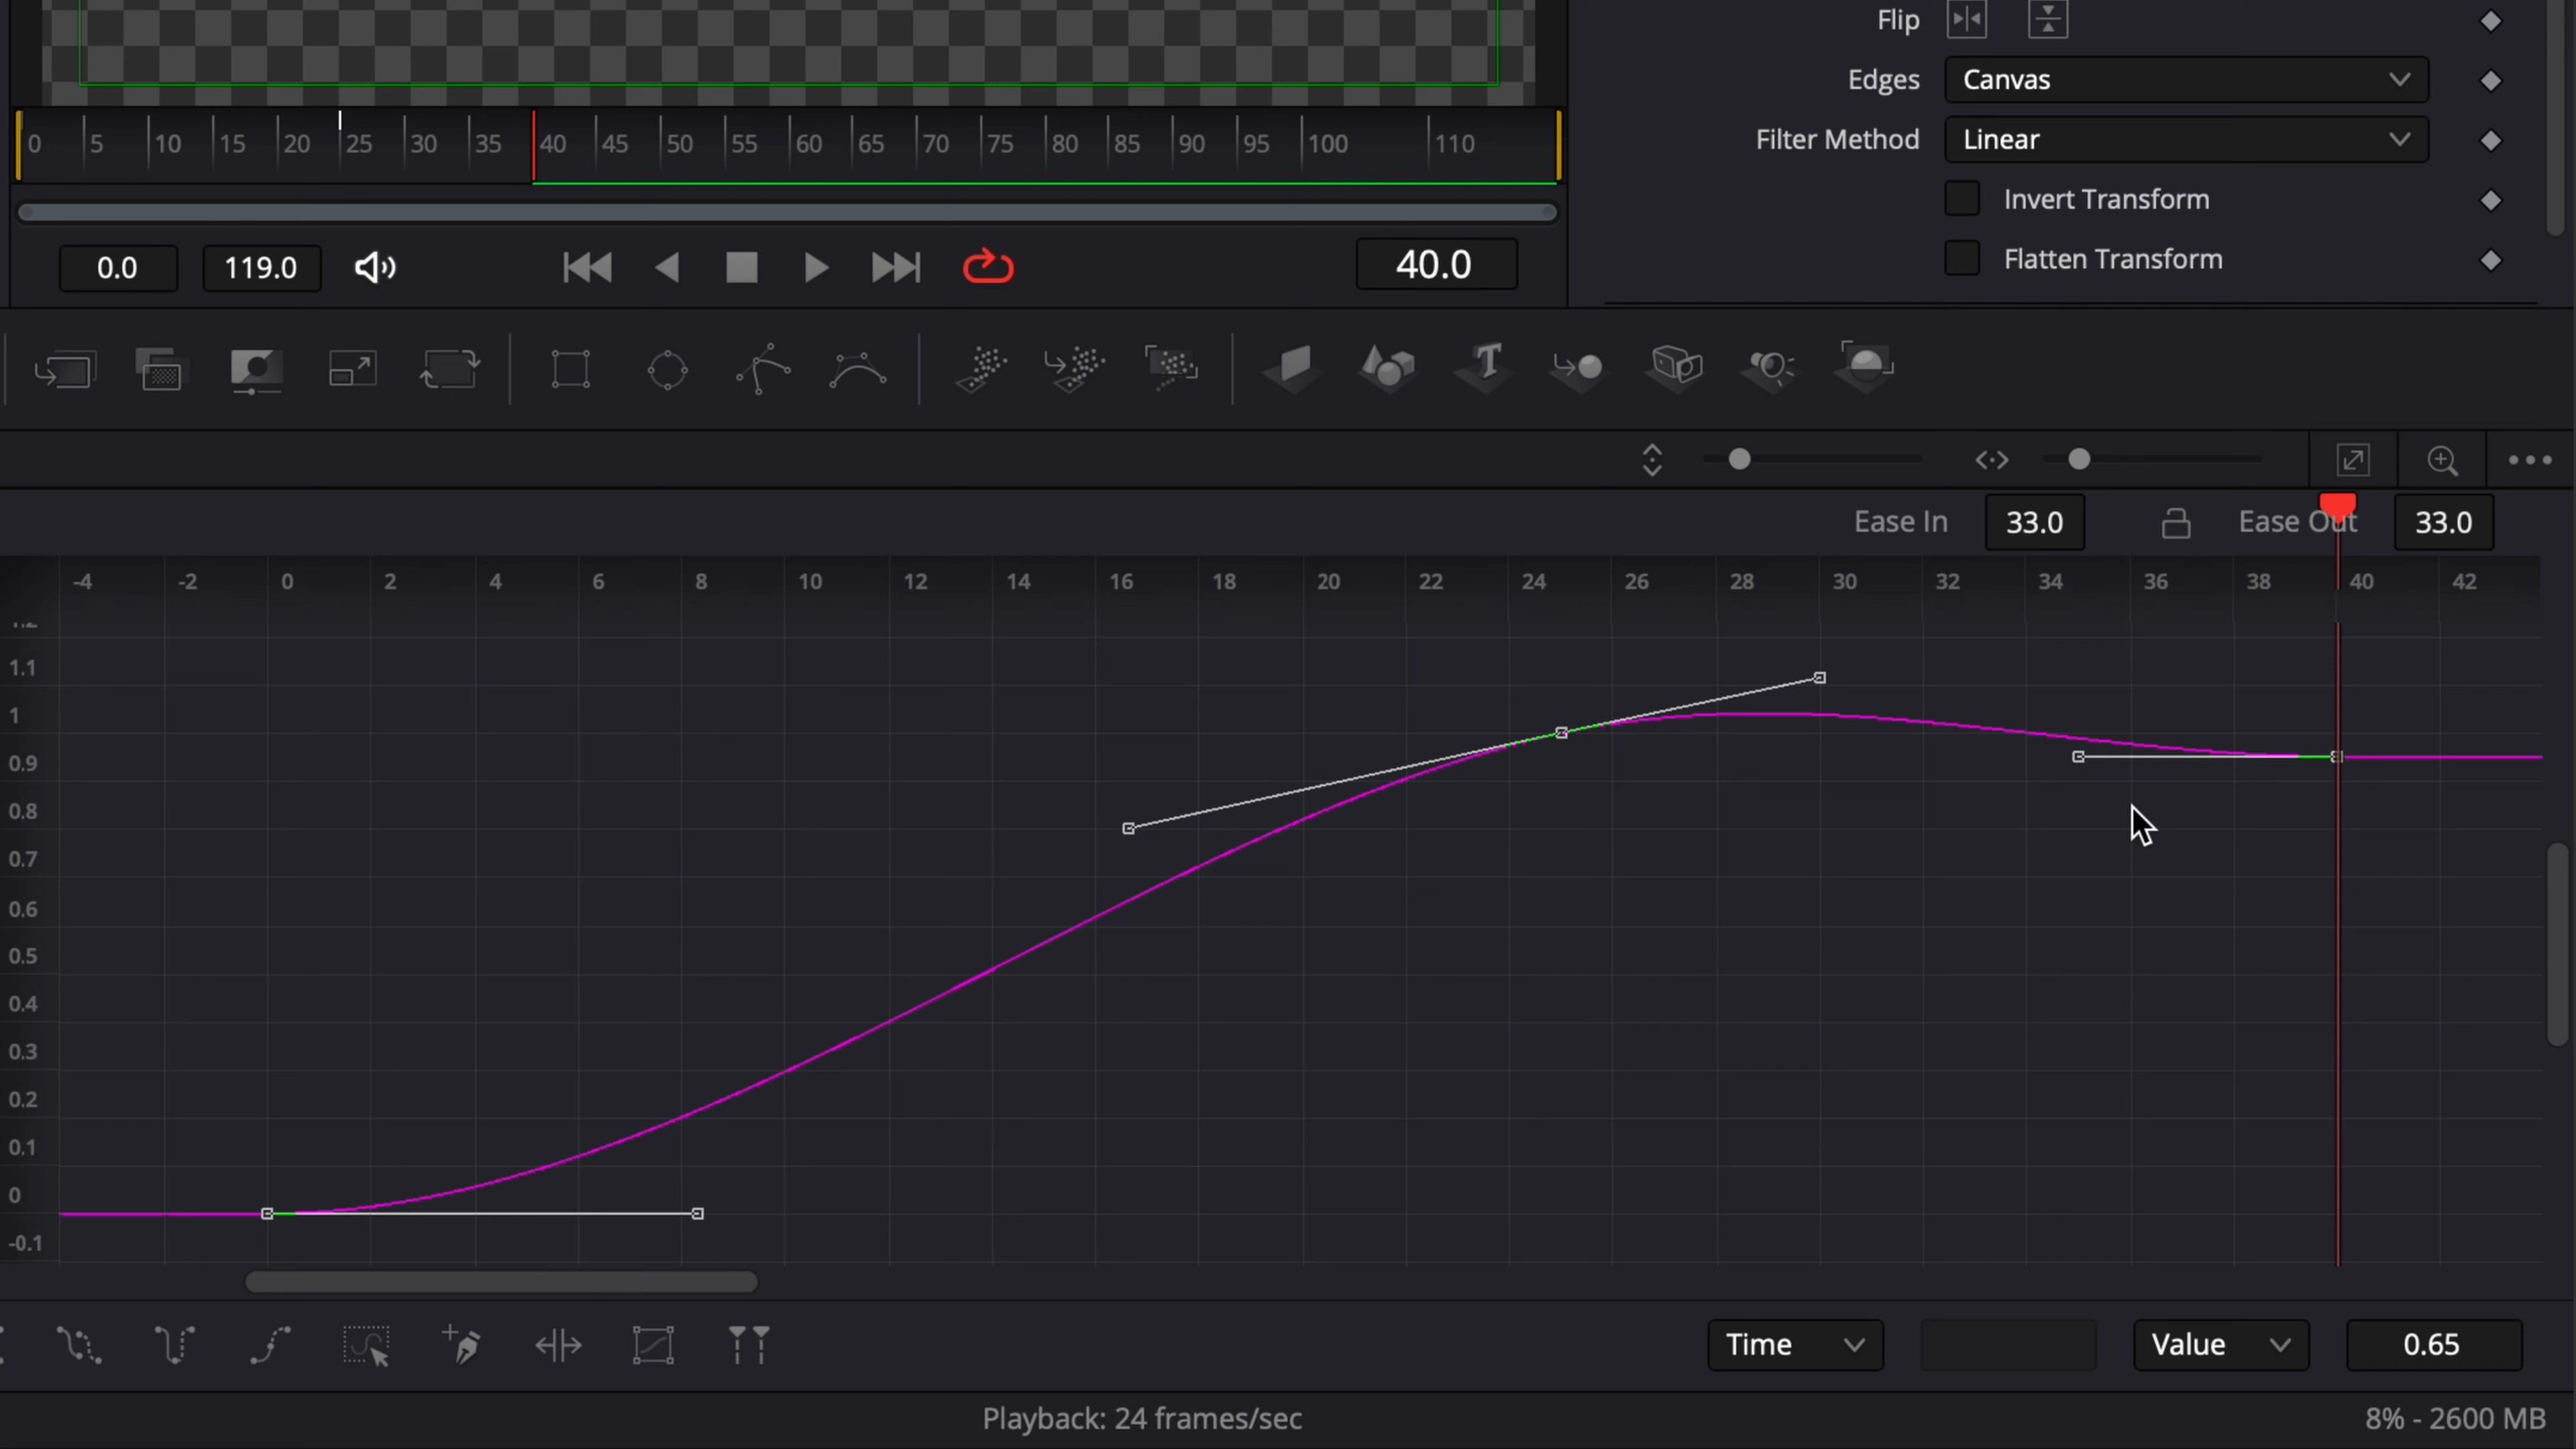 Flip
Edges Canvas
0 5 10 15 20 25 30 35 40 45 50 55 60 65 70 75 80 85 90 95 100 110
Filter Method Linear
Invert Transform
Flatten Transform
0.0 119.0 40.0
Ease In 33.0 Ease Out 33.0
-4 -2 0 2 4 6 8 10 12 14 16 18 20 22 24 26 28 30 32 34 36 38 40 42
1.1
1
0.9
0.8
0.7
0.6
0.5
0.4
0.3
0.2
0.1
0
-0.1
Time Value 0.65
Playback: 24 frames/sec
8% - 2600 MB